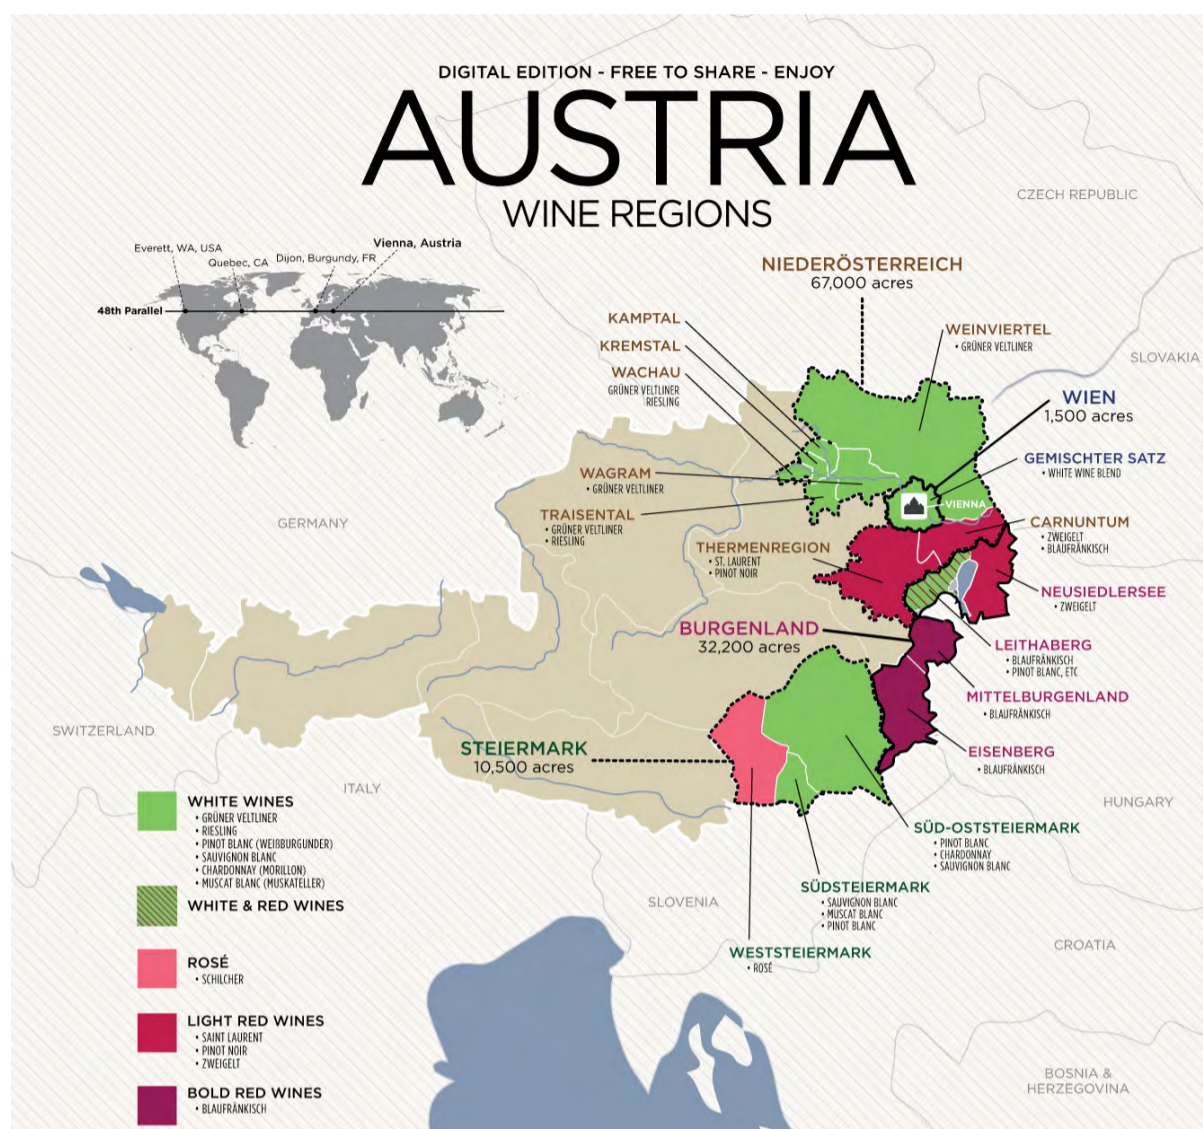 DIGITAL EDITION - FREE TO SHARE - ENJOY
AUSTRIA
WINE REGIONS
CZECH REPUBLIC
Everett, WA, USA
Quebec, CA
Dijon, Burgundy, FR
Vienna, Austria
48th Parallel
NIEDERÖSTERREICH
67,000 acres
KAMPTAL
KREMSTAL
WACHAU
GRÜNER VELTLINER
RIESLING
WEINVIERTEL
• GRÜNER VELTLINER
SLOVAKIA
WIEN
1,500 acres
GEMISCHTER SATZ
• WHITE WINE BLEND
WAGRAM
• GRÜNER VELTLINER
TRAISENTAL
• GRÜNER VELTLINER
• RIESLING
VIENNA
GERMANY
CARNUNTUM
• ZWEIGELT
• BLAUFRÄNKISCH
THERMENREGION
• ST. LAURENT
• PINOT NOIR
NEUSIEDLERSEE
• ZWEIGELT
BURGENLAND
32,200 acres
LEITHABERG
• BLAUFRÄNKISCH
• PINOT BLANC, ETC
MITTELBURGENLAND
• BLAUFRÄNKISCH
SWITZERLAND
STEIERMARK
10,500 acres
EISENBERG
• BLAUFRÄNKISCH
ITALY
HUNGARY
SÜD-OSTSTEIERMARK
• PINOT BLANC
• CHARDONNAY
• SAUVIGNON BLANC
SÜDSTEIERMARK
• SAUVIGNON BLANC
• MUSCAT BLANC
• PINOT BLANC
SLOVENIA
WESTSTEIERMARK
• ROSÉ
CROATIA
BOSNIA &
HERZEGOVINA
WHITE WINES
• GRÜNER VELTLINER
• RIESLING
• PINOT BLANC (WEIßBURGUNDER)
• SAUVIGNON BLANC
• CHARDONNAY (MORILLON)
• MUSCAT BLANC (MUSKATELLER)
WHITE & RED WINES
ROSÉ
• SCHILCHER
LIGHT RED WINES
• SAINT LAURENT
• PINOT NOIR
• ZWEIGELT
BOLD RED WINES
• BLAUFRÄNKISCH